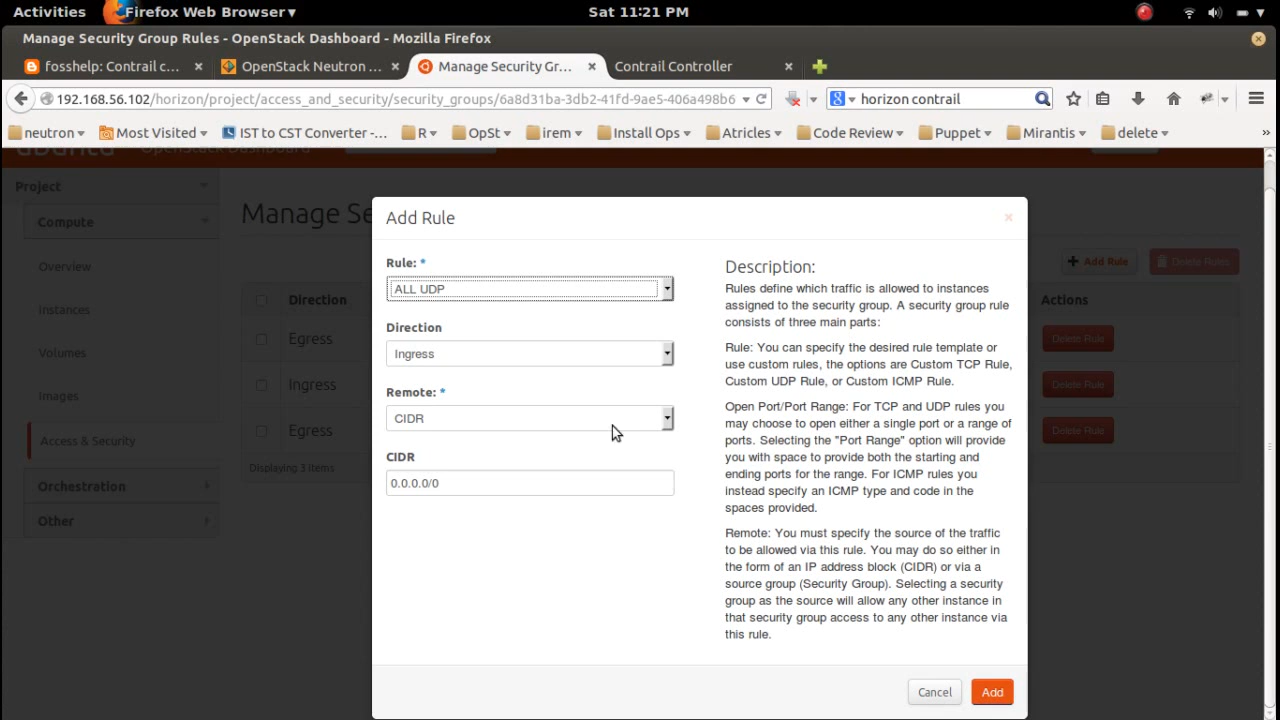 Activities Firefox Web Browser ▾ Sat 11:21 PM
Manage Security Group Rules - OpenStack Dashboard - Mozilla Firefox
fosshelp: Contrail c... OpenStack Neutron ... Manage Security Gr... Contrail Controller
192.168.56.102/horizon/project/access_and_security/security_groups/6a8d31ba-3db2-41fd-9ae5-406a498b6 horizon contrail
neutron Most Visited IST to CST Converter -... R OpSt irem Install Ops Atricles Code Review Puppet Mirantis delete »
ubuntu OpenStack Dashboard
Project
Compute
Overview
Instances
Volumes
Images
Access & Security
Orchestration
Other
Manage Se
Add Rule Delete Rules
Direction Actions
Egress Delete Rule
Ingress Delete Rule
Egress Delete Rule
Displaying 3 items
Add Rule
Rule: *
ALL UDP
Direction
Ingress
Remote: *
CIDR
CIDR
0.0.0.0/0
Description:
Rules define which traffic is allowed to instances
assigned to the security group. A security group rule
consists of three main parts:
Rule: You can specify the desired rule template or
use custom rules, the options are Custom TCP Rule,
Custom UDP Rule, or Custom ICMP Rule.
Open Port/Port Range: For TCP and UDP rules you
may choose to open either a single port or a range of
ports. Selecting the "Port Range" option will provide
you with space to provide both the starting and
ending ports for the range. For ICMP rules you
instead specify an ICMP type and code in the
spaces provided.
Remote: You must specify the source of the traffic
to be allowed via this rule. You may do so either in
the form of an IP address block (CIDR) or via a
source group (Security Group). Selecting a security
group as the source will allow any other instance in
that security group access to any other instance via
this rule.
Cancel Add